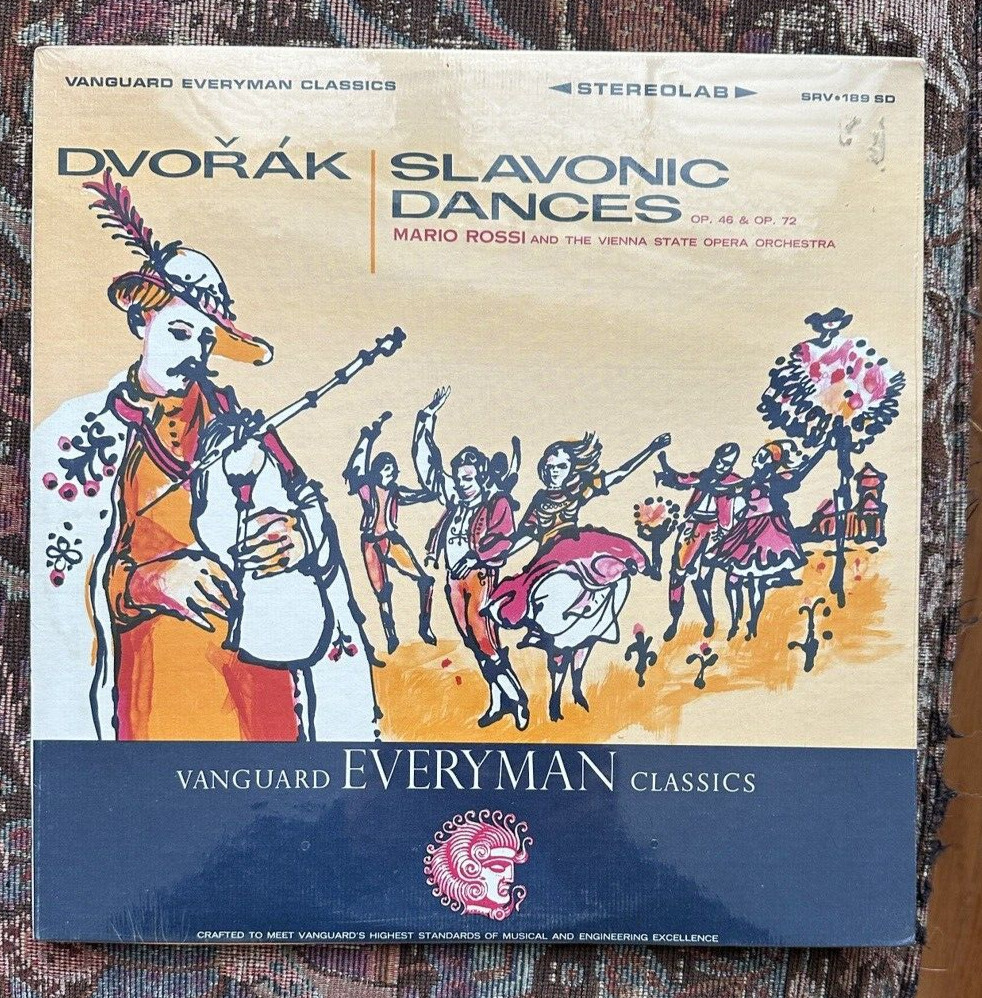 VANGUARD EVERYMAN CLASSICS
STEREOLAB
SRV•189 SD
DVOŘÁK
SLAVONIC
DANCES OP. 46 & OP. 72
MARIO ROSSI AND THE VIENNA STATE OPERA ORCHESTRA
VANGUARD EVERYMAN CLASSICS
CRAFTED TO MEET VANGUARD'S HIGHEST STANDARDS OF MUSICAL AND ENGINEERING EXCELLENCE